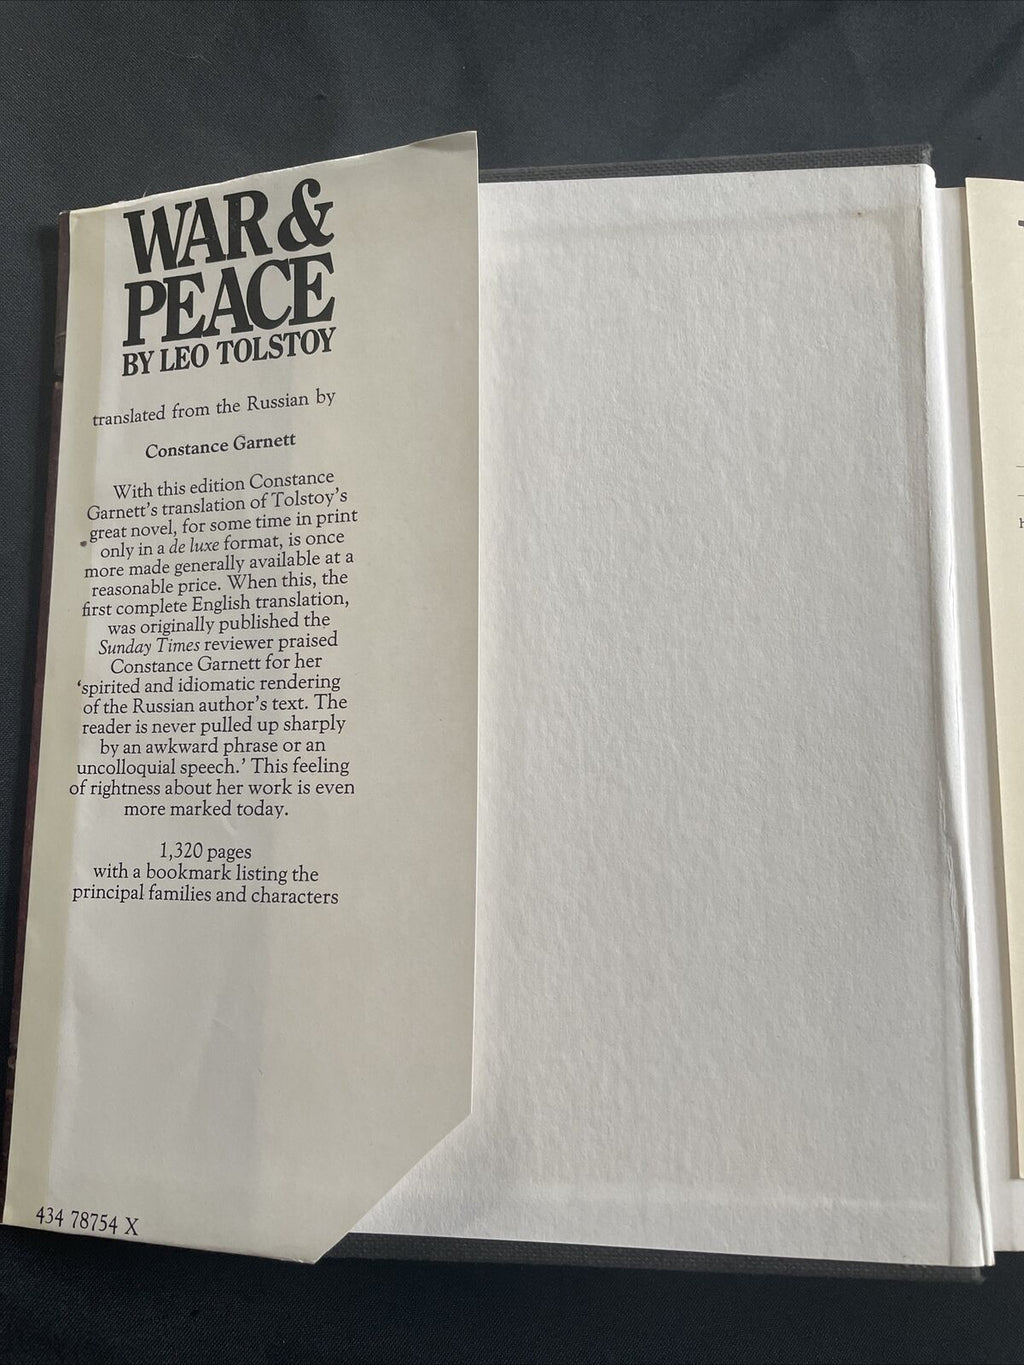 WAR &
PEACE
BY LEO TOLSTOY
translated from the Russian by
Constance Garnett
With this edition Constance
Garnett's translation of Tolstoy's
great novel, for some time in print
only in a de luxe format, is once
more made generally available at a
reasonable price. When this, the
first complete English translation,
was originally published the
Sunday Times reviewer praised
Constance Garnett for her
‘spirited and idiomatic rendering
of the Russian author's text. The
reader is never pulled up sharply
by an awkward phrase or an
uncolloquial speech.’ This feeling
of rightness about her work is even
more marked today.
1,320 pages
with a bookmark listing the
principal families and characters
434 78754 X